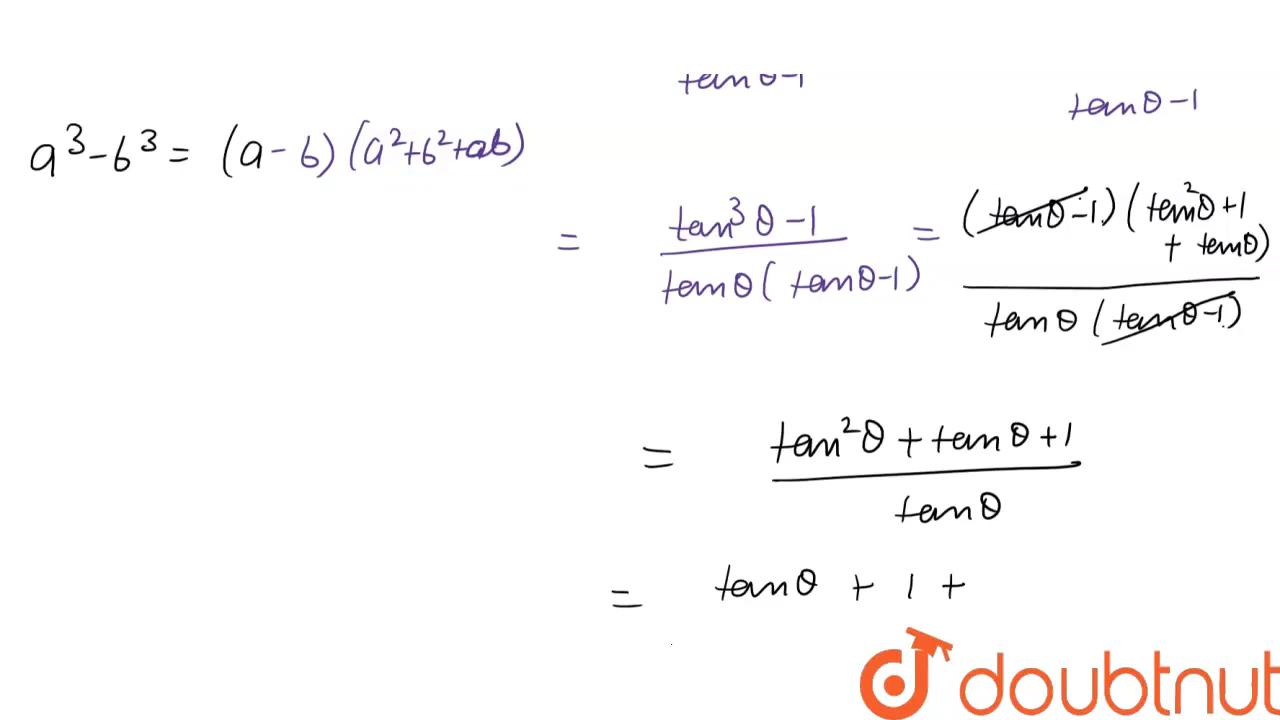 tanθ-1
tanθ-1
a³-b³= (a-b)(a²+b²+ab)
= tan³θ-1 / tanθ(tanθ-1) = (tanθ-1)(tan²θ+1 + tanθ) / tanθ(tanθ-1)
= tan²θ+tanθ+1 / tanθ
= tanθ + 1 +
doubtnut